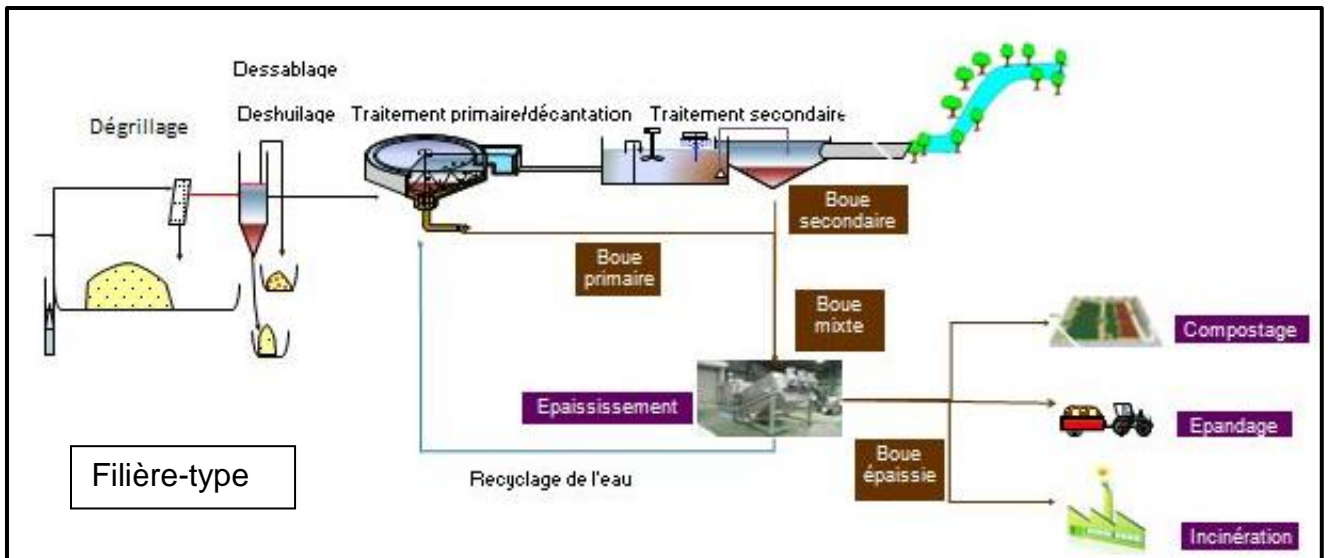 Dessablage
Dégrillage
Deshuilage
Traitement primaire/décantation
Traitement secondaire
Boue
secondaire
Boue
primaire
Boue
mixte
Compostage
Epaississement
Epandage
Filière-type
Boue
épaissie
Recyclage de l'eau
Incinération